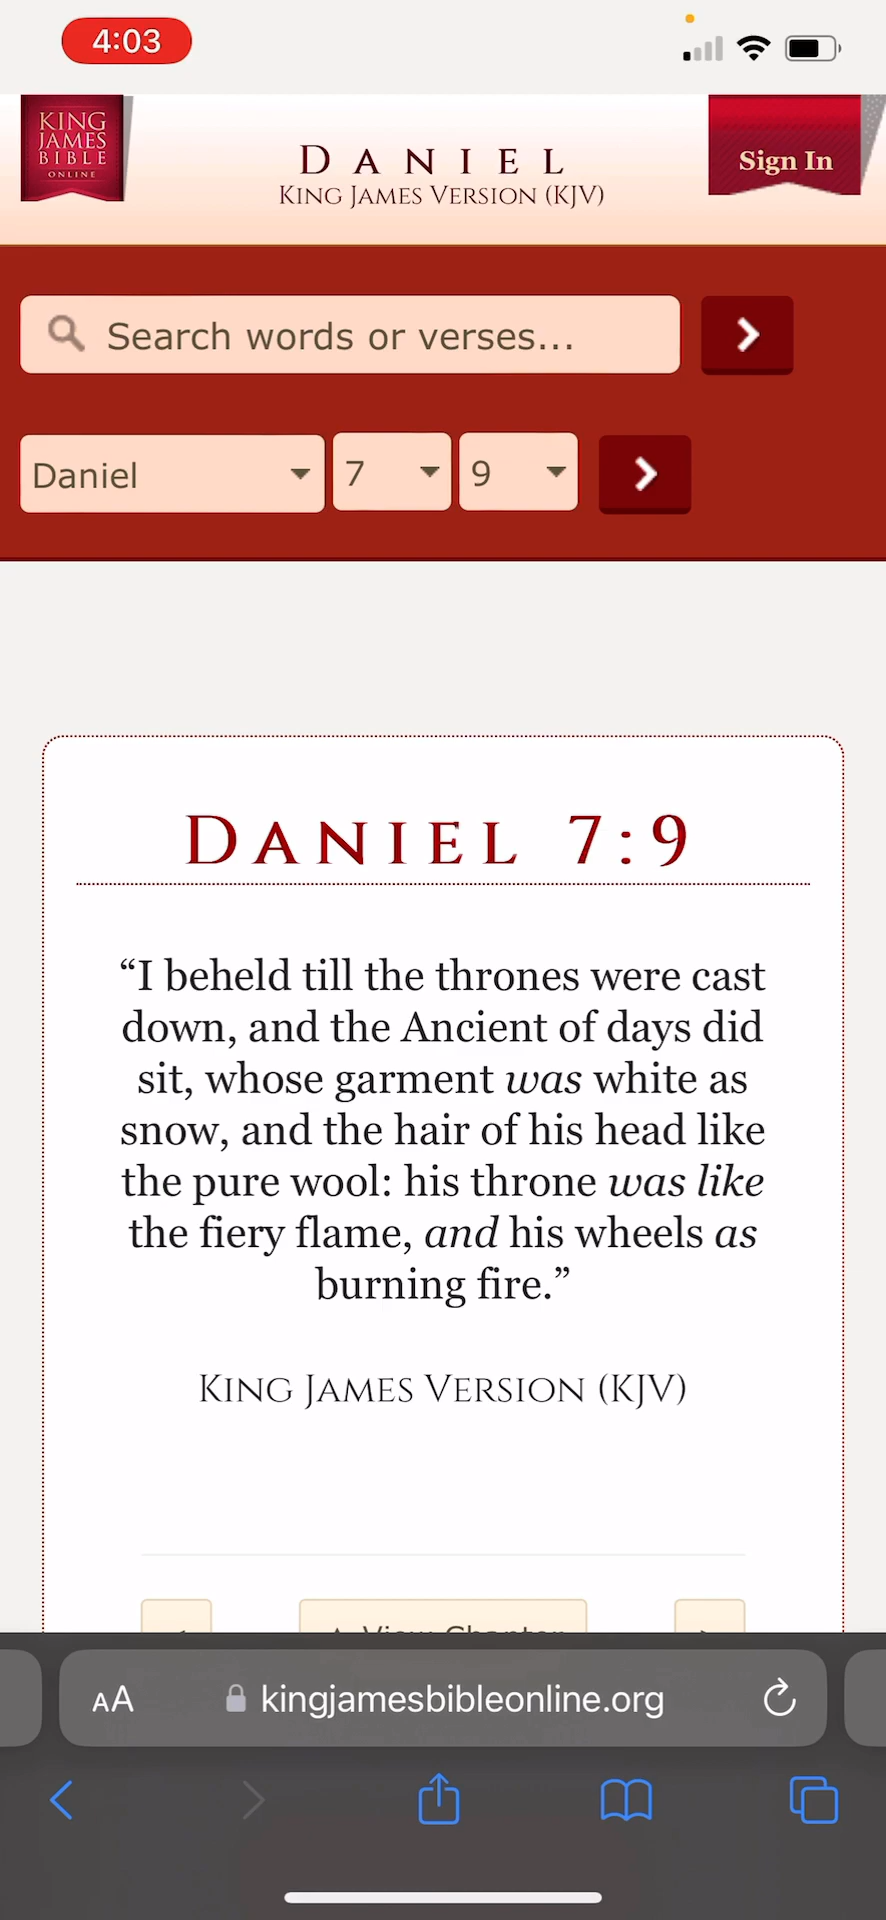 4:03
KING
JAMES
BIBLE
ONLINE
DANIEL
KING JAMES VERSION (KJV)
Sign In
Search words or verses...
Daniel
7
9
DANIEL 7:9
“I beheld till the thrones were cast
down, and the Ancient of days did
sit, whose garment was white as
snow, and the hair of his head like
the pure wool: his throne was like
the fiery flame, and his wheels as
burning fire.”
KING JAMES VERSION (KJV)
View Chapter
AA
kingjamesbibleonline.org